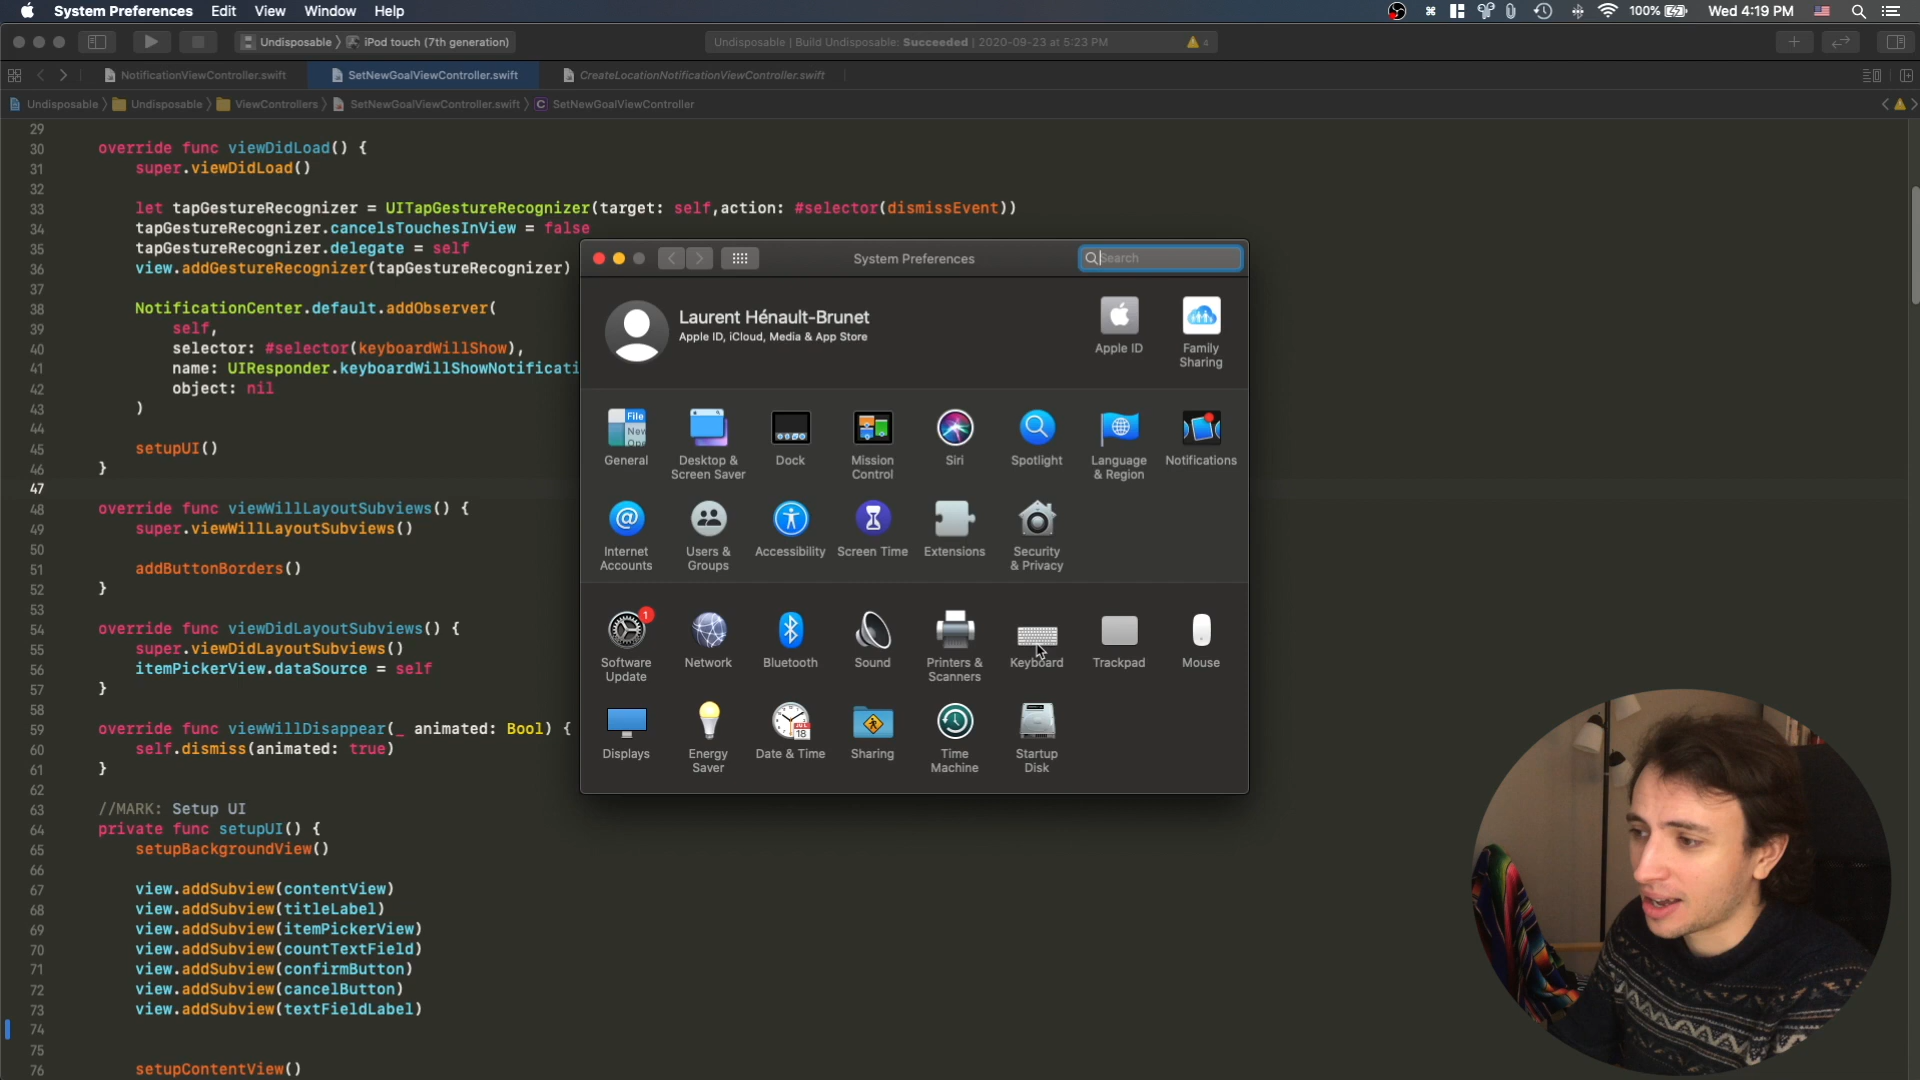 System Preferences Edit View Window Help 100% Wed 4:19 PM
Undisposable 〉 iPod touch (7th generation) Undisposable | Build Undisposable: Succeeded | 2020-09-23 at 5:23 PM 4
NotificationViewController.swift SetNewGoalViewController.swift CreateLocationNotificationViewController.swift
Undisposable 〉 Undisposable 〉 ViewControllers 〉 SetNewGoalViewController.swift 〉 C SetNewGoalViewController
29
30 override func viewDidLoad() {
31 super.viewDidLoad()
32
33 let tapGestureRecognizer = UITapGestureRecognizer(target: self,action: #selector(dismissEvent))
34 tapGestureRecognizer.cancelsTouchesInView = false
35 tapGestureRecognizer.delegate = self
36 view.addGestureRecognizer(tapGestureRecognizer)
37
38 NotificationCenter.default.addObserver(
39 self,
40 selector: #selector(keyboardWillShow),
41 name: UIResponder.keyboardWillShowNotificati
42 object: nil
43 )
44
45 setupUI()
46 }
47
48 override func viewWillLayoutSubviews() {
49 super.viewWillLayoutSubviews()
50
51 addButtonBorders()
52 }
53
54 override func viewDidLayoutSubviews() {
55 super.viewDidLayoutSubviews()
56 itemPickerView.dataSource = self
57 }
58
59 override func viewWillDisappear(_ animated: Bool) {
60 self.dismiss(animated: true)
61 }
62
63 //MARK: Setup UI
64 private func setupUI() {
65 setupBackgroundView()
66
67 view.addSubview(contentView)
68 view.addSubview(titleLabel)
69 view.addSubview(itemPickerView)
70 view.addSubview(countTextField)
71 view.addSubview(confirmButton)
72 view.addSubview(cancelButton)
73 view.addSubview(textFieldLabel)
74
75
76 setupContentView()
System Preferences Search
Laurent Hénault-Brunet
Apple ID, iCloud, Media & App Store
Apple ID Family
Sharing
File
New
Ope
General Desktop &
Screen Saver Dock Mission
Control Siri Spotlight Language
& Region Notifications
Internet
Accounts Users &
Groups Accessibility Screen Time Extensions Security
& Privacy
1
Software
Update Network Bluetooth Sound Printers &
Scanners Keyboard Trackpad Mouse
JUL
18
Displays Energy
Saver Date & Time Sharing Time
Machine Startup
Disk